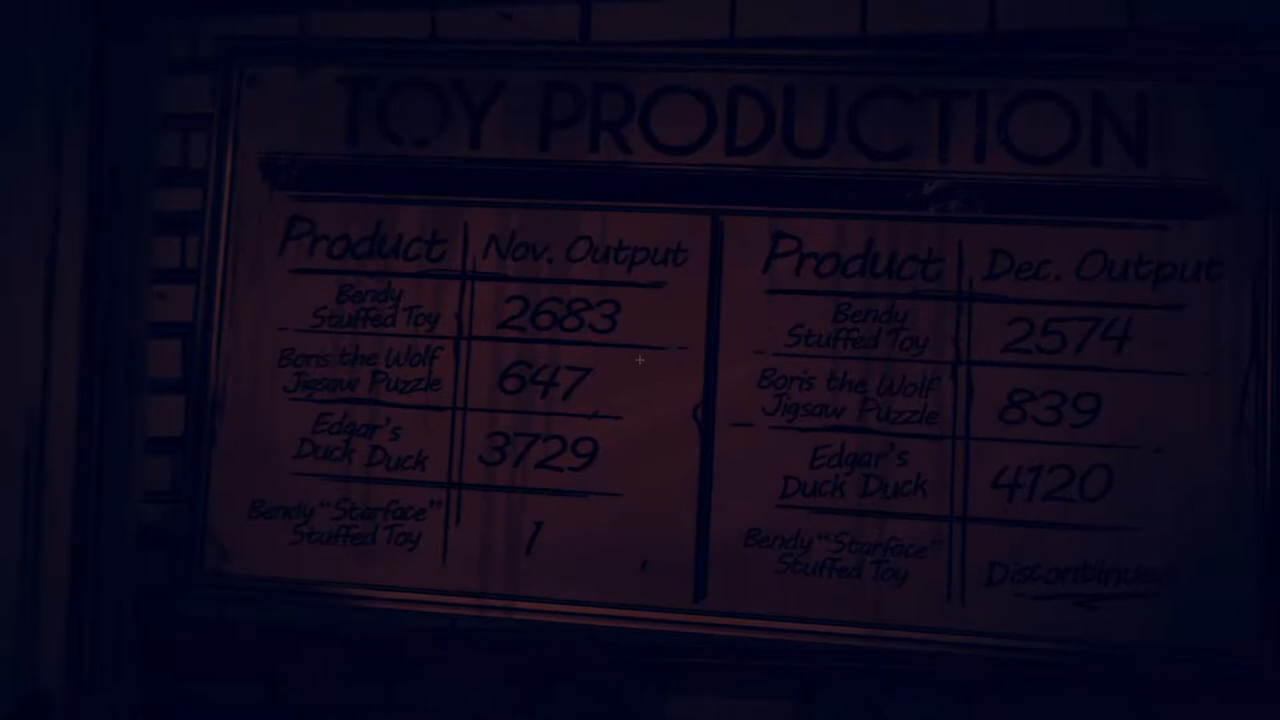 TOY PRODUCTION
Product Nov. Output
Bendy
Stuffed Toy 2683
Boris the Wolf
Jigsaw Puzzle 647
Edgar's
Duck Duck 3729
Bendy "Starface"
Stuffed Toy 1
Product Dec. Output
Bendy
Stuffed Toy 2574
Boris the Wolf
Jigsaw Puzzle 839
Edgar's
Duck Duck 4120
Bendy "Starface"
Stuffed Toy Discontinued